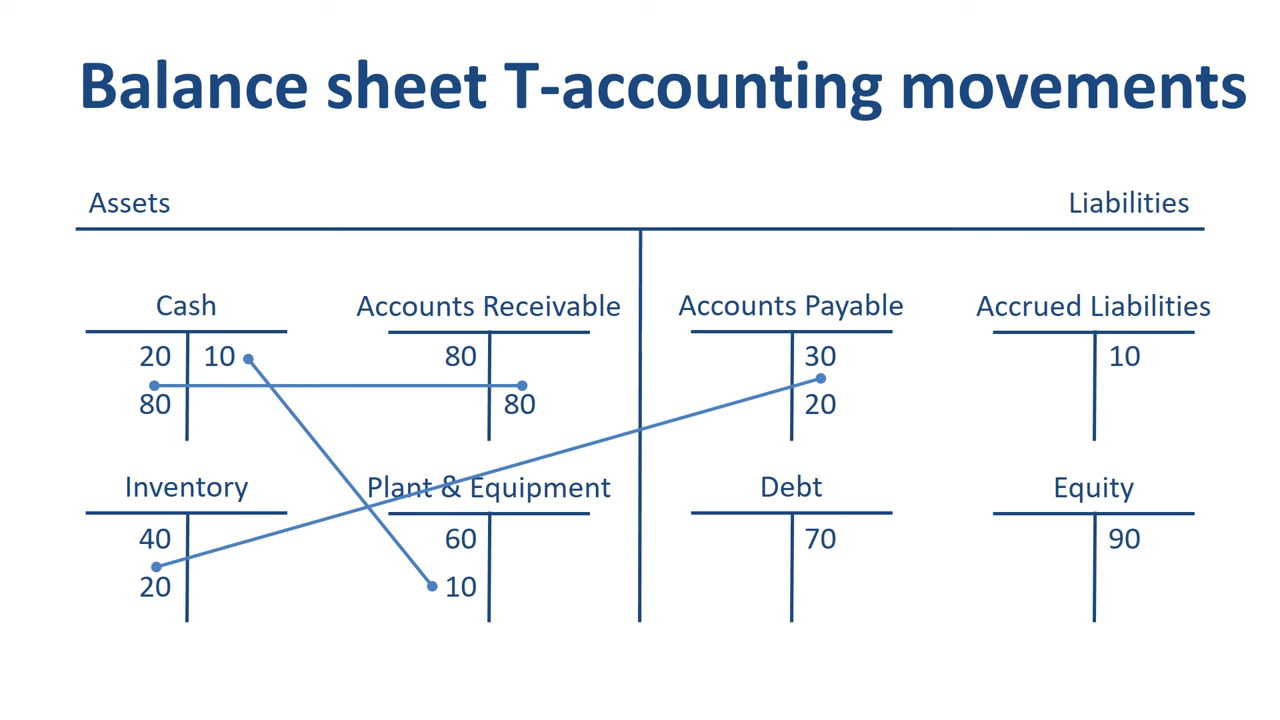 Balance sheet T-accounting movements
Assets Liabilities
Cash Accounts Receivable Accounts Payable Accrued Liabilities
20 10 80 30 10
80 80 20
Inventory Plant & Equipment Debt Equity
40 60 70 90
20 10